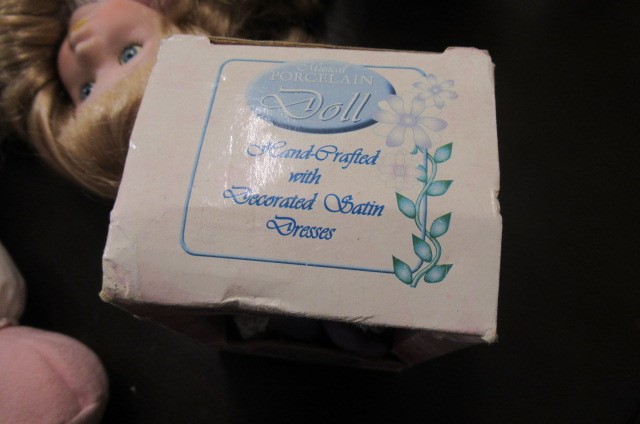 Musical
PORCELAIN
Doll
Hand-Crafted
with
Decorated Satin
Dresses